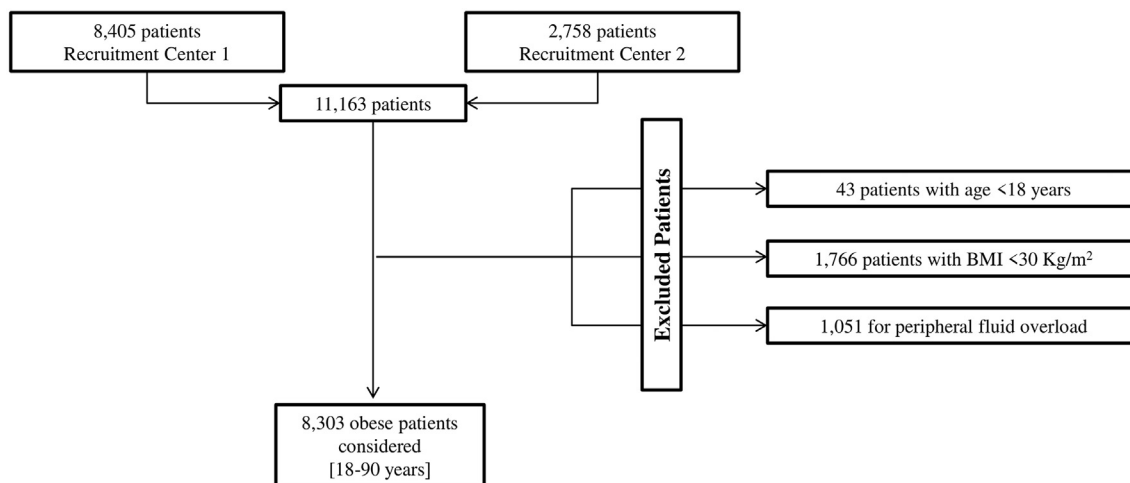 8,405 patients
Recruitment Center 1
2,758 patients
Recruitment Center 2
11,163 patients
Excluded Patients
43 patients with age <18 years
1,766 patients with BMI <30 Kg/m²
1,051 for peripheral fluid overload
8,303 obese patients
considered
[18-90 years]